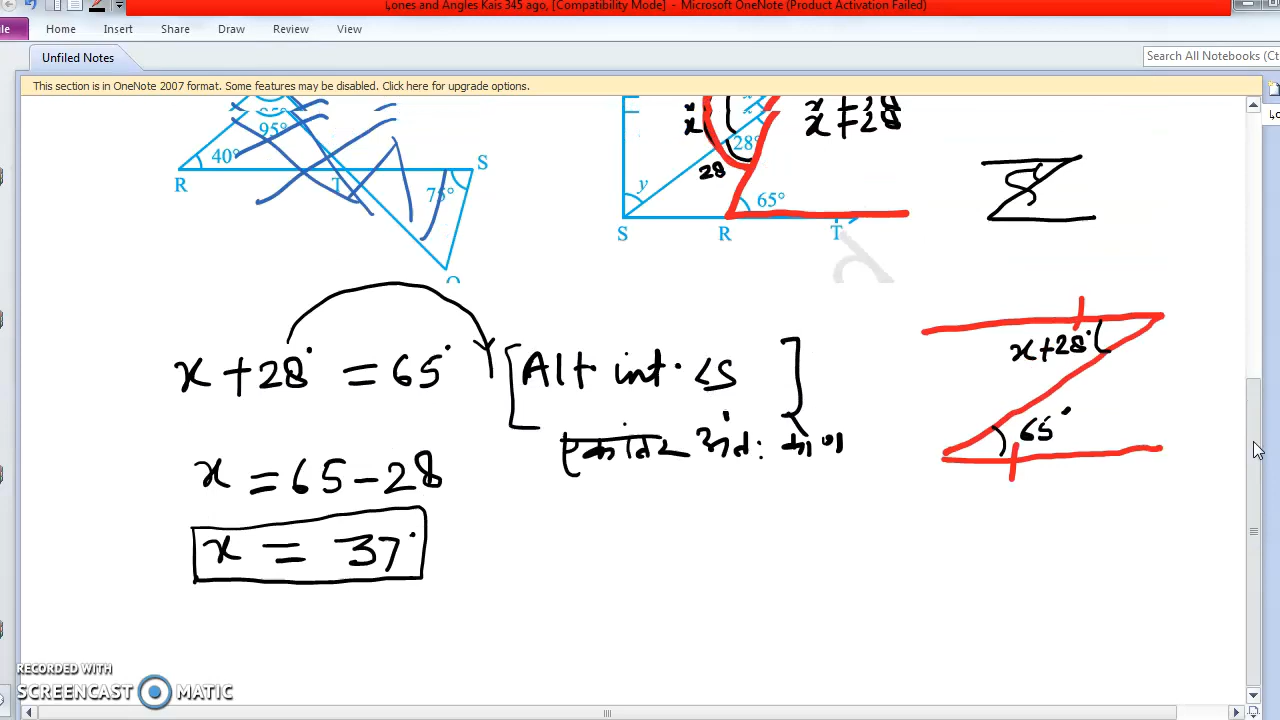 Lones and Angles Kais 345 ago, [Compatibility Mode] - Microsoft OneNote (Product Activation Failed)
Home Insert Share Draw Review View
Unfiled Notes
Search All Notebooks (Ct
This section is in OneNote 2007 format. Some features may be disabled. Click here for upgrade options.
95°
40°
R
T
S
75°
x
28
28°
x+28
y
65°
S R T
x+28° = 65° [Alt int. <s]
एकांतर अंत: कोण
x = 65-28
x = 37°
x+28°
65°
RECORDED WITH
SCREENCAST MATIC